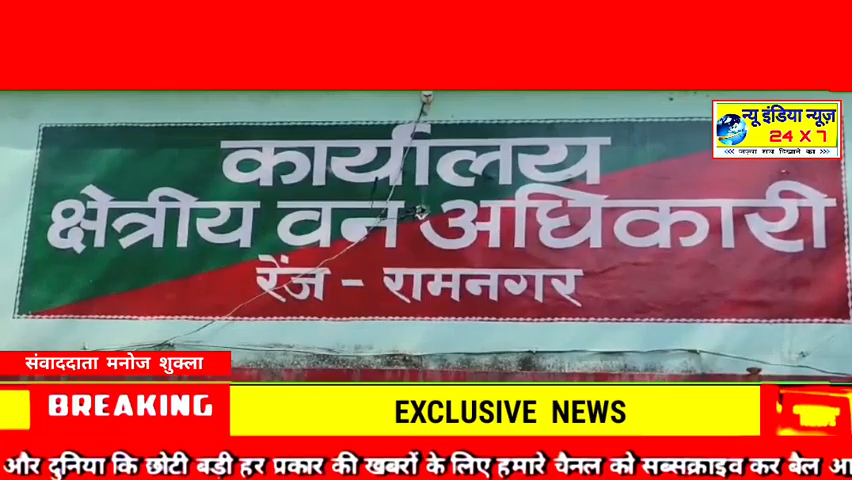 न्यू इंडिया न्यूज़
24 X 7
कार्यालय
क्षेत्रीय वन अधिकारी
रेंज - रामनगर
संवाददाता मनोज शुक्ला
BREAKING
EXCLUSIVE NEWS
और दुनिया कि छोटी बड़ी हर प्रकार की खबरों के लिए हमारे चैनल को सब्सक्राइव कर बैल